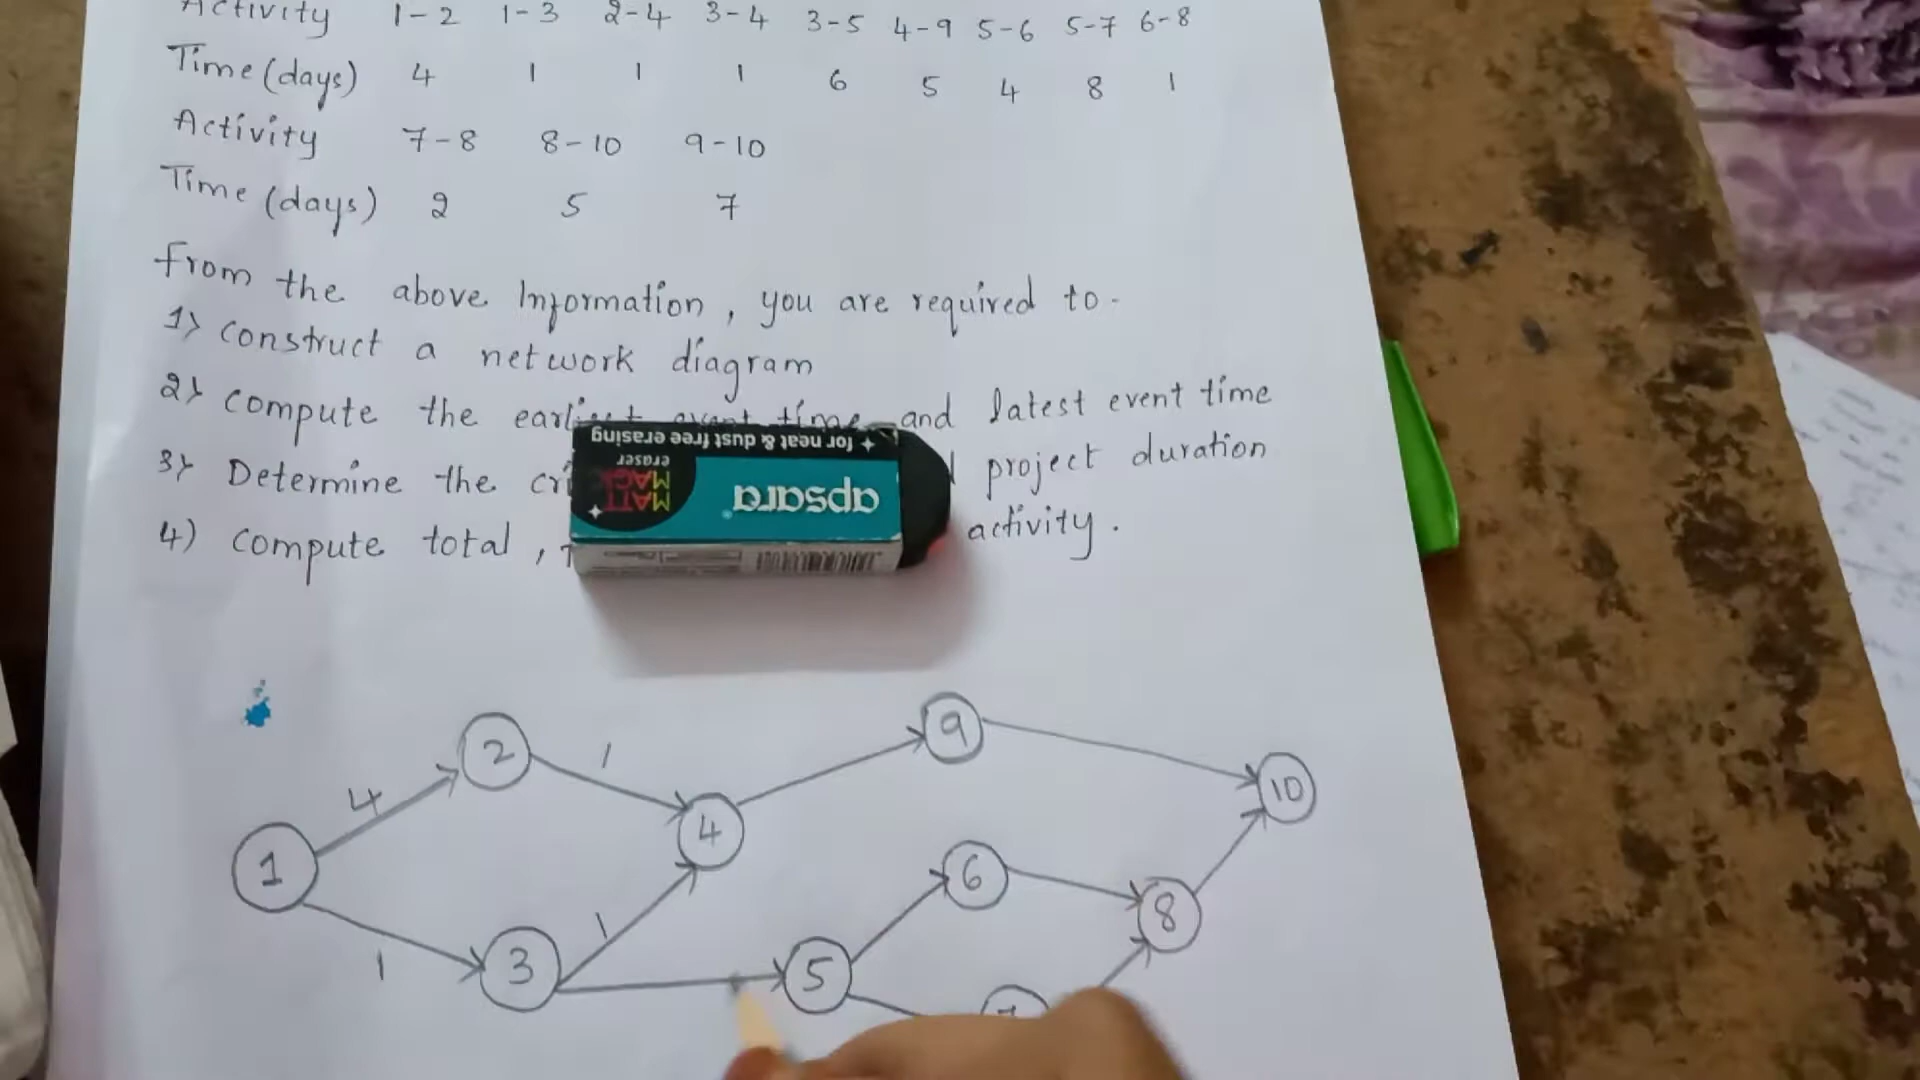 Activity 1-2 1-3 2-4 3-4 3-5 4-9 5-6 5-7 6-8
Time (days) 4 1 1 1 6 5 4 8 1
Activity 7-8 8-10 9-10
Time (days) 2 5 7
From the above Information, you are required to -
1) construct a network diagram
2) compute the earliest event time and latest event time
3) Determine the project duration
4) compute total, activity.
for neat & dust free erasing
eraser
MATT
MAGIC
apsara
2 1 9
4 4 10
1 6
1 3 1 5 8
7